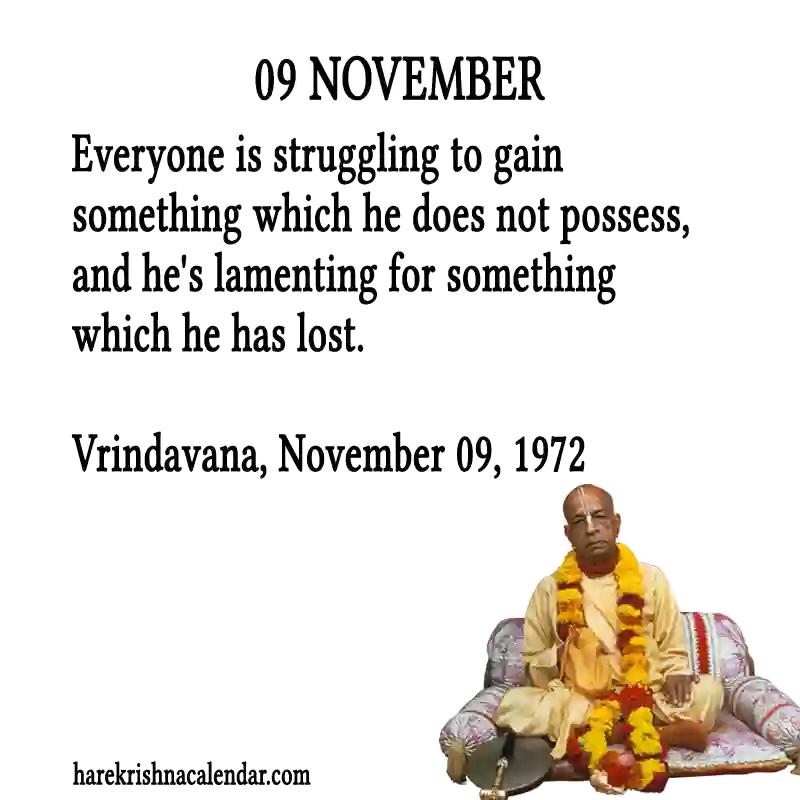 09 NOVEMBER
Everyone is struggling to gain
something which he does not possess,
and he's lamenting for something
which he has lost.
Vrindavana, November 09, 1972
harekrishnacalendar.com